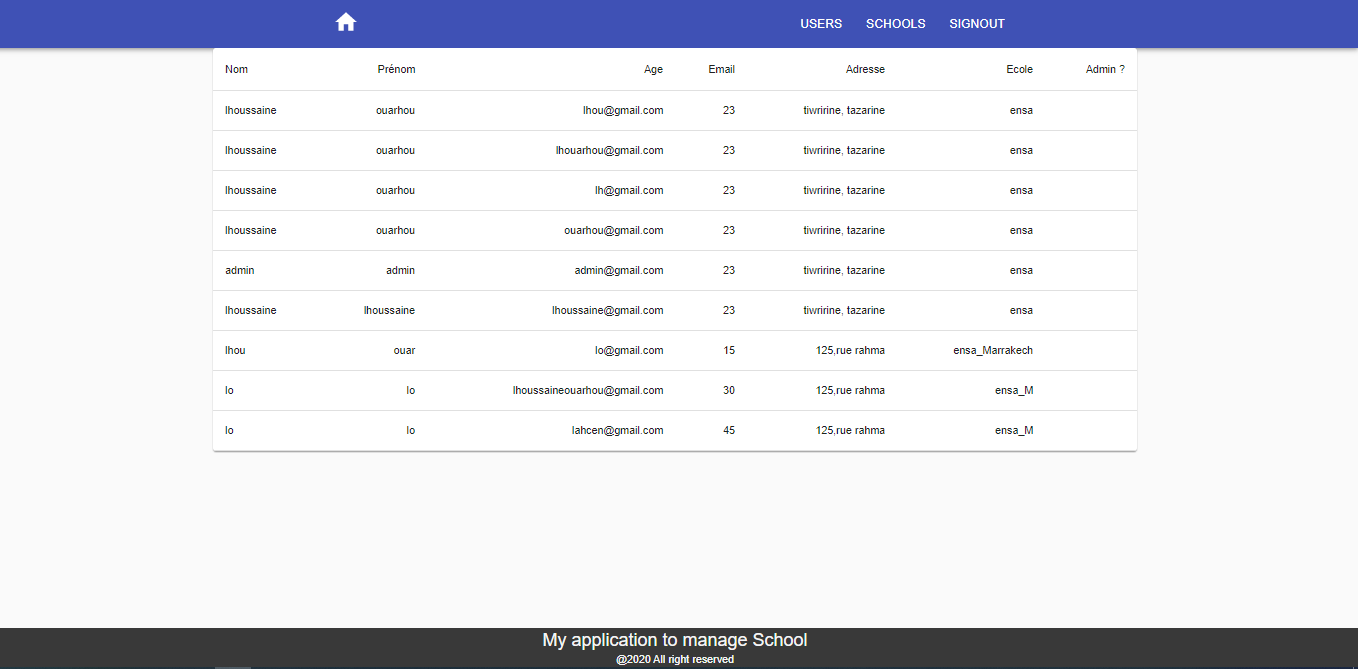 USERS SCHOOLS SIGNOUT
Nom Prénom Age Email Adresse Ecole Admin ?
lhoussaine ouarhou lhou@gmail.com 23 tiwririne, tazarine ensa
lhoussaine ouarhou lhouarhou@gmail.com 23 tiwririne, tazarine ensa
lhoussaine ouarhou lh@gmail.com 23 tiwririne, tazarine ensa
lhoussaine ouarhou ouarhou@gmail.com 23 tiwririne, tazarine ensa
admin admin admin@gmail.com 23 tiwririne, tazarine ensa
lhoussaine lhoussaine lhoussaine@gmail.com 23 tiwririne, tazarine ensa
lhou ouar lo@gmail.com 15 125,rue rahma ensa_Marrakech
lo lo lhoussaineouarhou@gmail.com 30 125,rue rahma ensa_M
lo lo lahcen@gmail.com 45 125,rue rahma ensa_M
My application to manage School
@2020 All right reserved